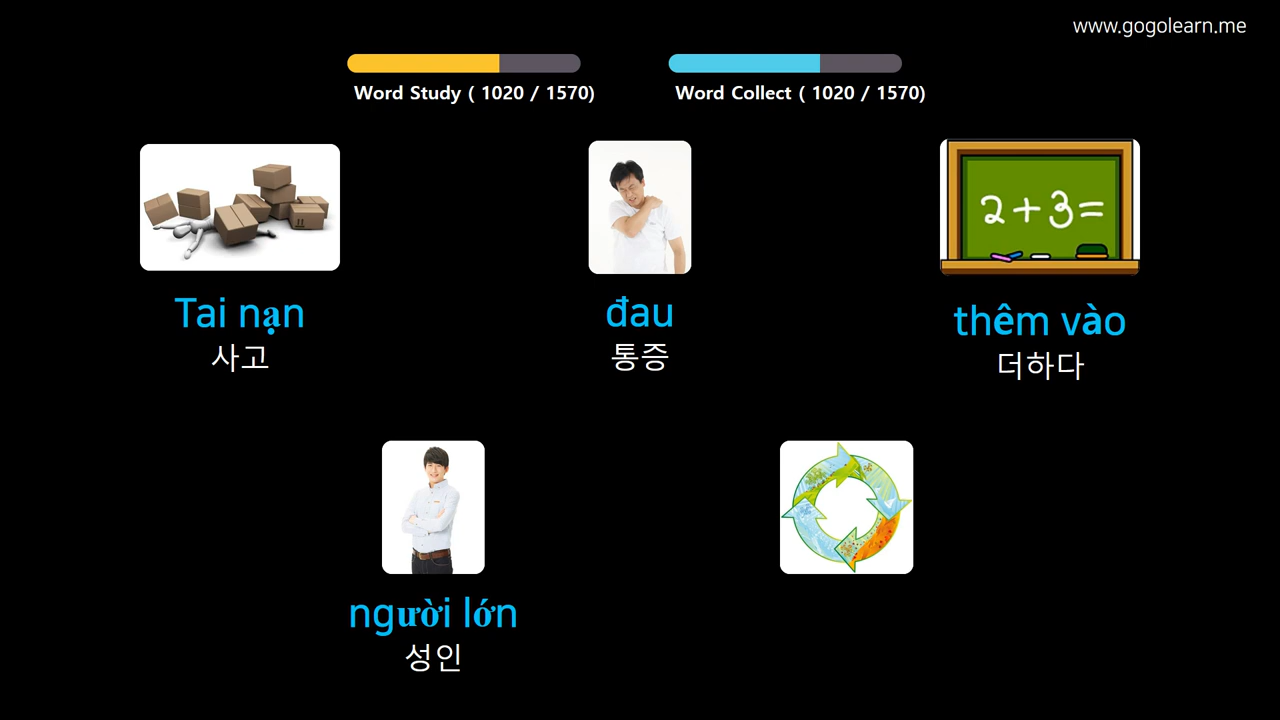 www.gogolearn.me
Word Study ( 1020 / 1570)
Word Collect ( 1020 / 1570)
2+3=
Tai nạn
사고
đau
통증
thêm vào
더하다
người lớn
성인